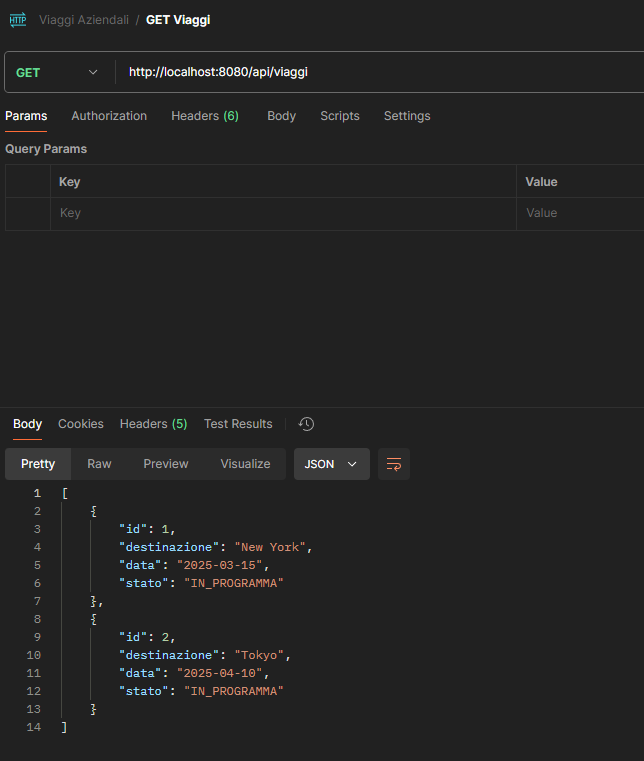 HTTP Viaggi Aziendali / GET Viaggi
GET http://localhost:8080/api/viaggi
Params Authorization Headers (6) Body Scripts Settings
Query Params
Key Value
Key Value
Body Cookies Headers (5) Test Results
Pretty Raw Preview Visualize JSON
1 [
2 {
3 "id": 1,
4 "destinazione": "New York",
5 "data": "2025-03-15",
6 "stato": "IN_PROGRAMMA"
7 },
8 {
9 "id": 2,
10 "destinazione": "Tokyo",
11 "data": "2025-04-10",
12 "stato": "IN_PROGRAMMA"
13 }
14 ]